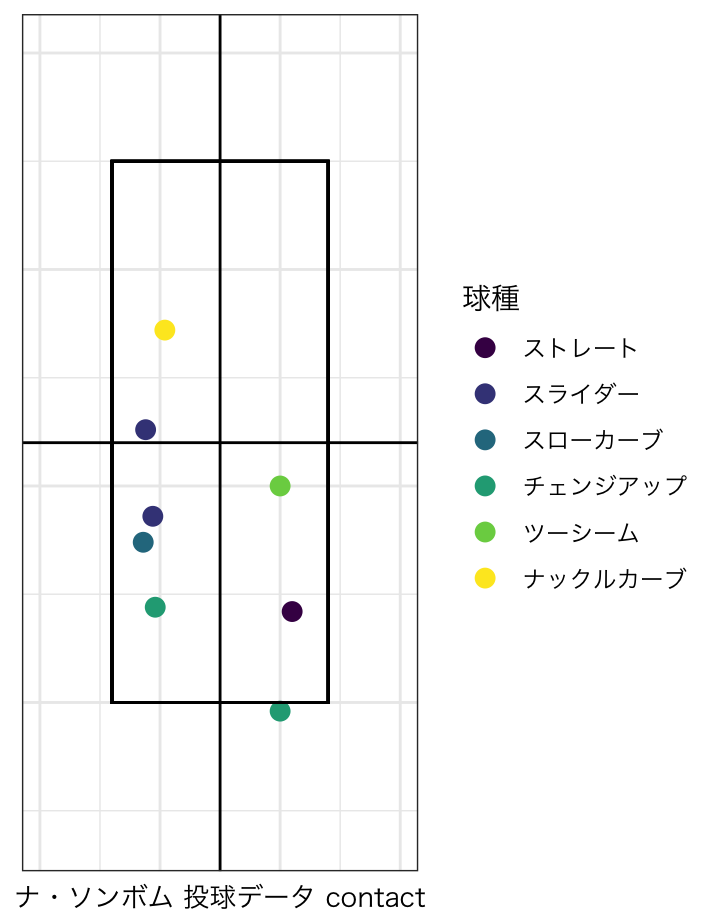 球種
ストレート
スライダー
スローカーブ
チェンジアップ
ツーシーム
ナックルカーブ
ナ・ソンボム 投球データ contact